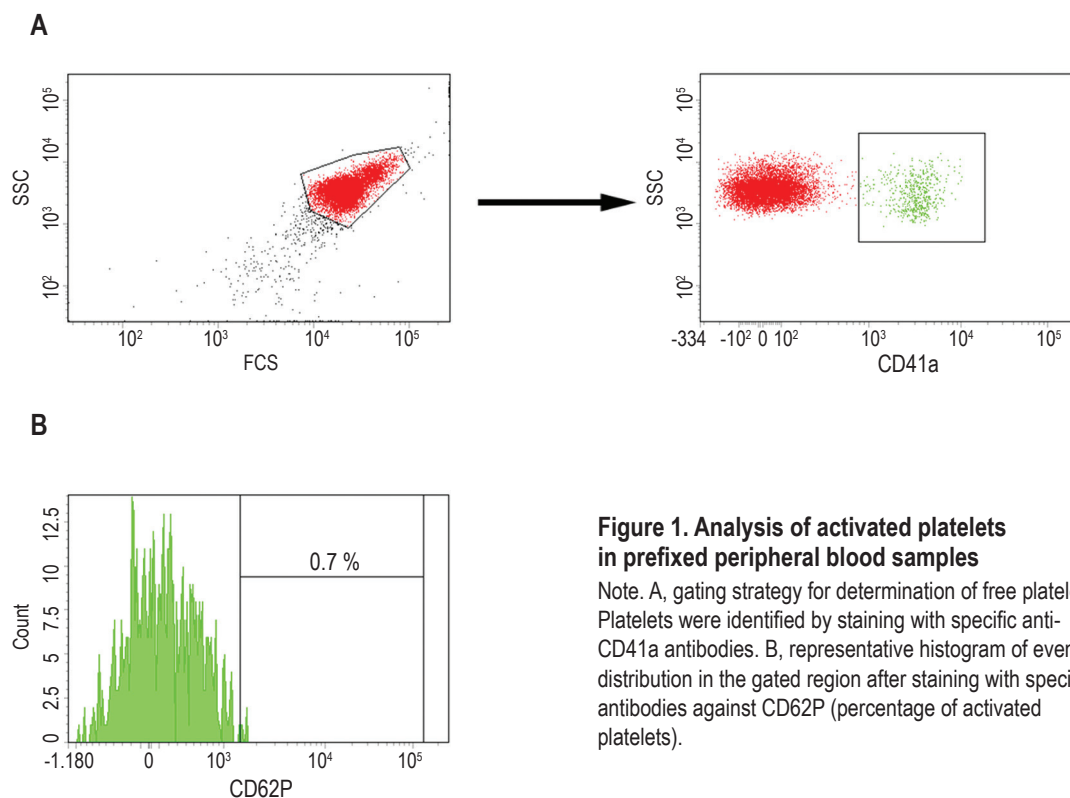 A
SSC
10⁵
10⁴
10³
10²
10² 10³ 10⁴ 10⁵
FCS
SSC
10⁵
10⁴
10³
10²
-334 -10² 0 10² 10³ 10⁴ 10⁵
CD41a
B
Count
12.5
10
7.5
5
2.5
0
0.7 %
-1.180 0 10³ 10⁴ 10⁵
CD62P
Figure 1. Analysis of activated platelets
in prefixed peripheral blood samples
Note. A, gating strategy for determination of free
Platelets were identified by staining with specific anti-
CD41a antibodies. B, representative histogram of
distribution in the gated region after staining with
antibodies against CD62P (percentage of activated
platelets).